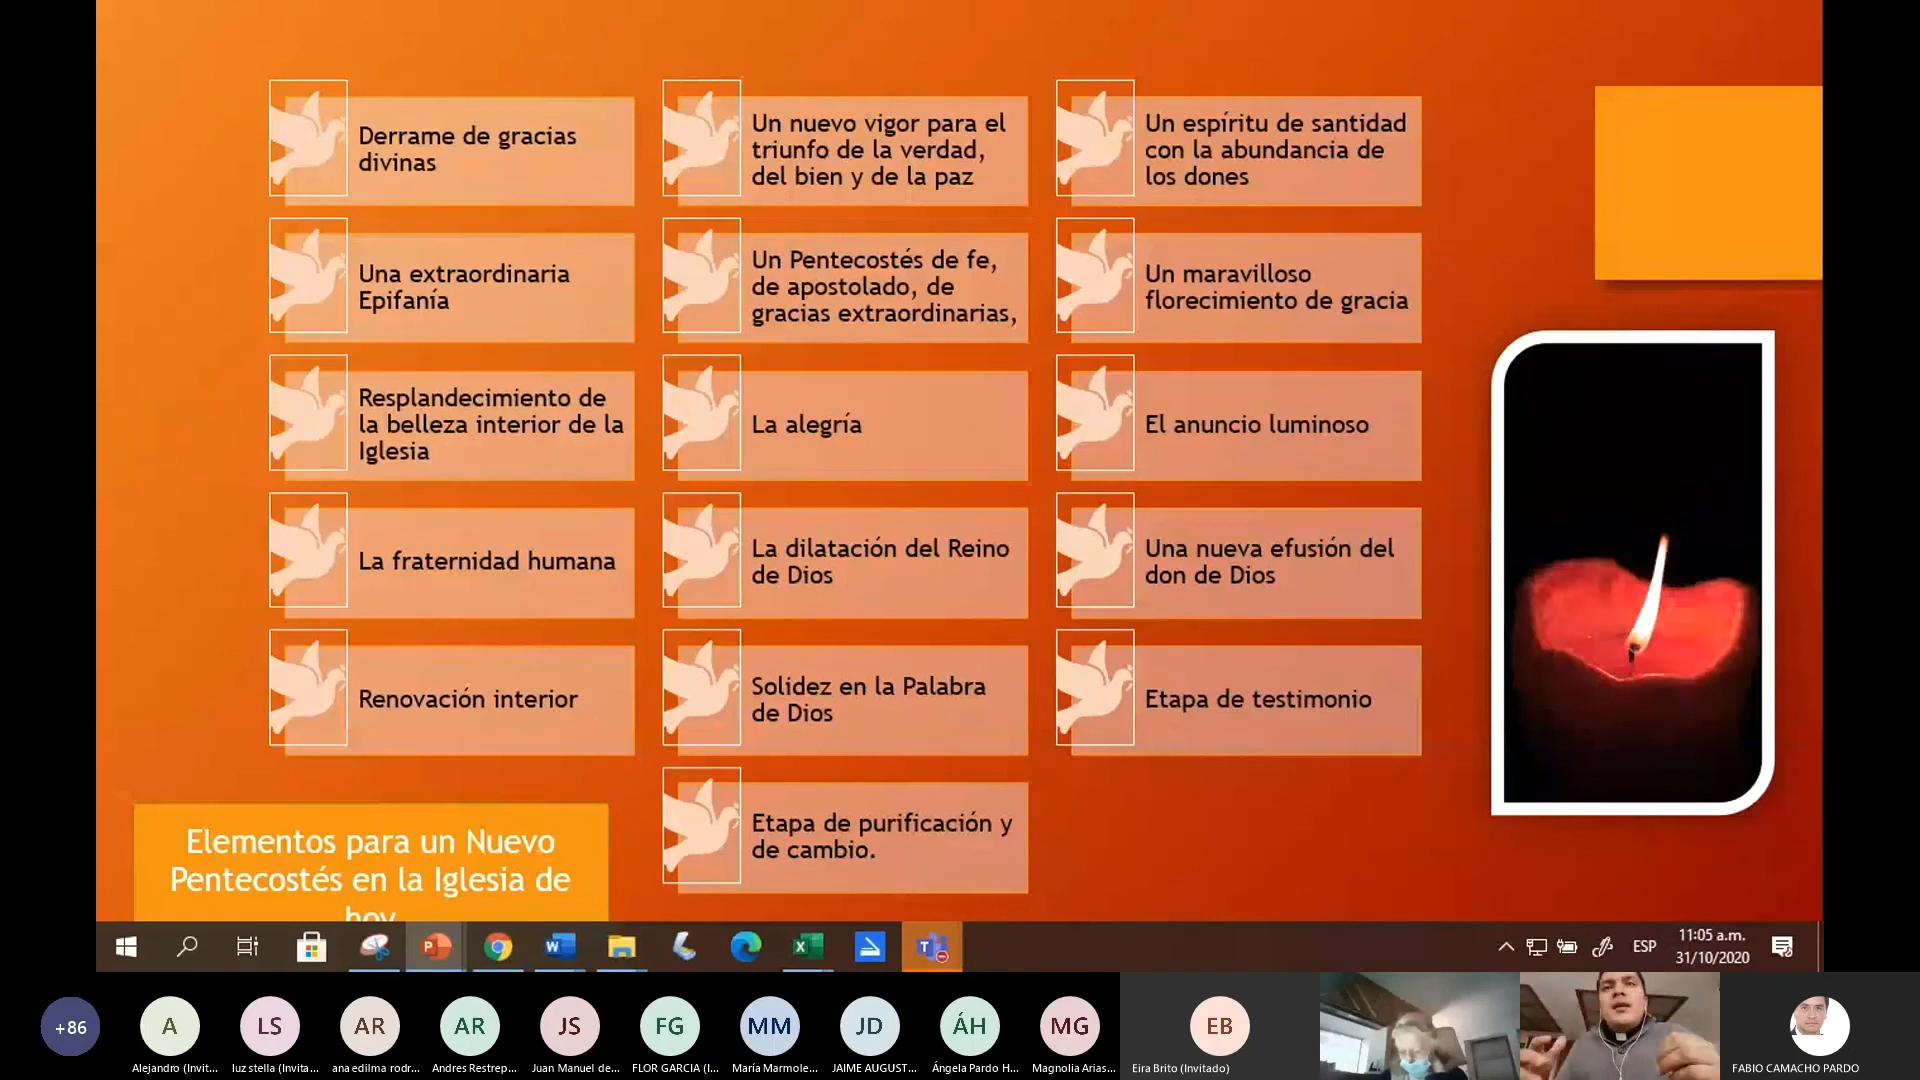 Derrame de gracias
divinas
Un nuevo vigor para el
triunfo de la verdad,
del bien y de la paz
Un espíritu de santidad
con la abundancia de
los dones
Una extraordinaria
Epifanía
Un Pentecostés de fe,
de apostolado, de
gracias extraordinarias,
Un maravilloso
florecimiento de gracia
Resplandecimiento de
la belleza interior de la
Iglesia
La alegría
El anuncio luminoso
La fraternidad humana
La dilatación del Reino
de Dios
Una nueva efusión del
don de Dios
Renovación interior
Solidez en la Palabra
de Dios
Etapa de testimonio
Etapa de purificación y
de cambio.
Elementos para un Nuevo
Pentecostés en la Iglesia de
hoy
ESP
11:05 a.m.
31/10/2020
+86
A
LS
AR
AR
JS
FG
MM
JD
ÁH
MG
EB
Alejandro (Invit...
luz stella (Invita...
ana edilma rodr...
Andres Restrep...
Juan Manuel de...
FLOR GARCIA (I...
María Marmole...
JAIME AUGUST...
Ángela Pardo H...
Magnolia Arias...
Eira Brito (Invitado)
FABIO CAMACHO PARDO